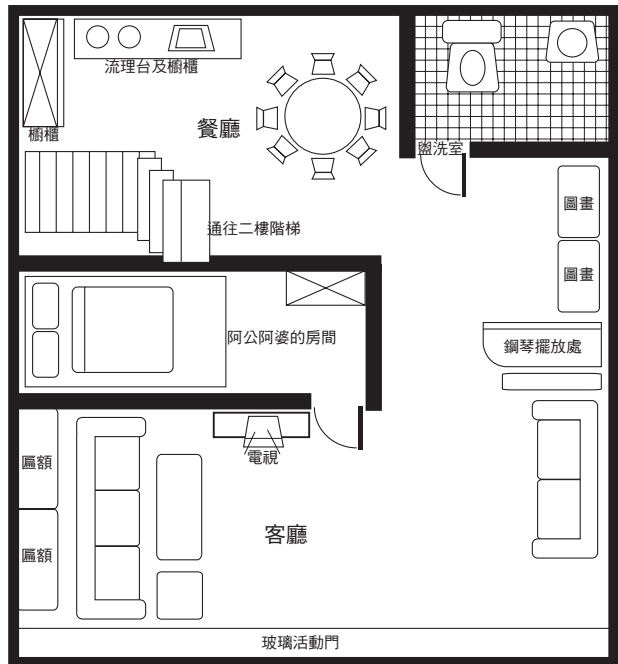 流理台及櫥櫃
櫥櫃
餐廳
盥洗室
通往二樓階梯
圖畫
圖畫
阿公阿婆的房間
鋼琴擺放處
電視
匾額
匾額
客廳
玻璃活動門